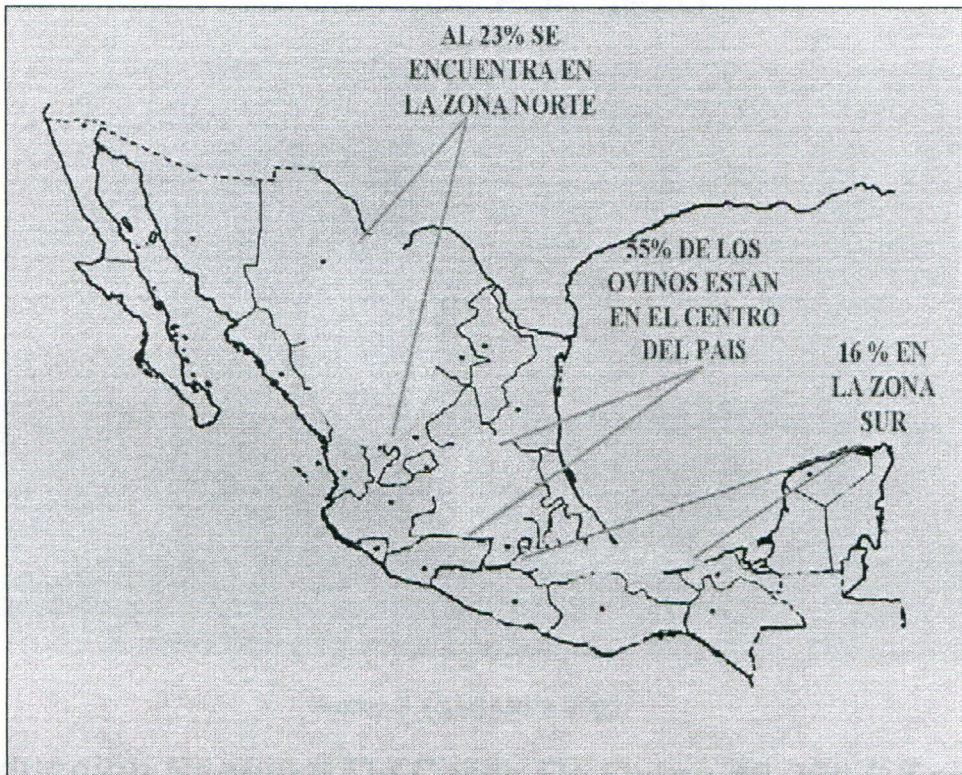 AL 23% SE
ENCUENTRA EN
LA ZONA NORTE
55% DE LOS
OVINOS ESTAN
EN EL CENTRO
DEL PAIS
16 % EN
LA ZONA
SUR